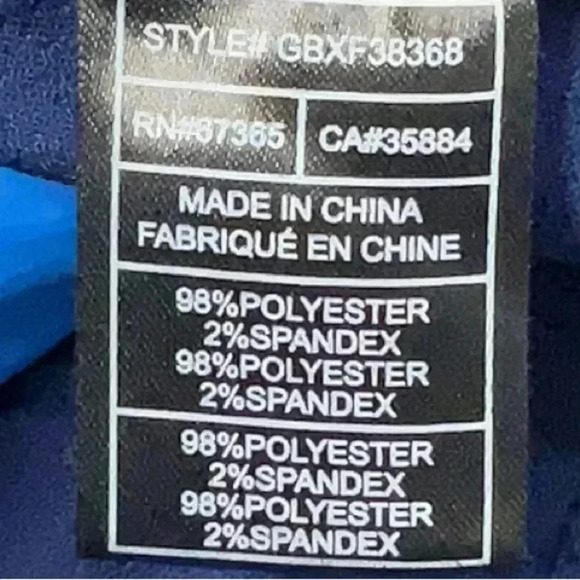 STYLE# GBXF38368
RN#67365 CA#35884
MADE IN CHINA
FABRIQUÉ EN CHINE
98%POLYESTER
2%SPANDEX
98%POLYESTER
2%SPANDEX
98%POLYESTER
2%SPANDEX
98%POLYESTER
2%SPANDEX